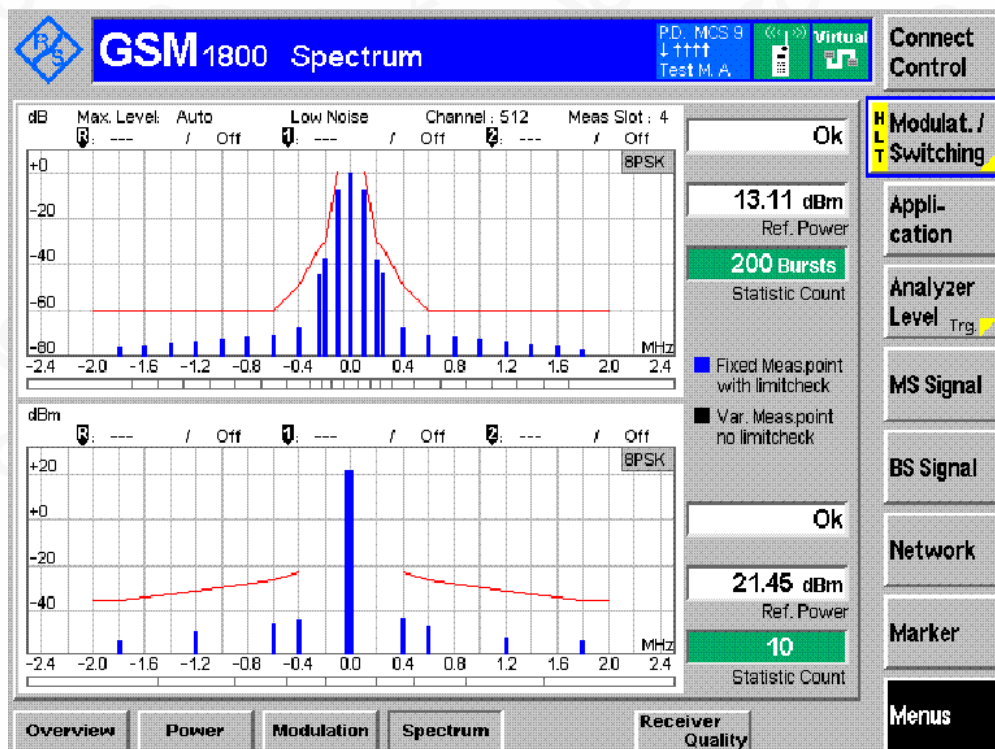 R S
GSM 1800 Spectrum
P.D. MCS 9
↓ ↑↑↑↑
Test M. A
Virtual
Connect
Control
dB Max. Level: Auto Low Noise Channel : 512 Meas Slot : 4
R: --- / Off 1: --- / Off 2: --- / Off
8PSK
+0
-20
-40
-60
-80
MHz
-2.4 -2.0 -1.6 -1.2 -0.8 -0.4 0.0 0.4 0.8 1.2 1.6 2.0 2.4
Ok
13.11 dBm
Ref. Power
200 Bursts
Statistic Count
Fixed Meas.point
with limitcheck
Var. Meas.point
no limitcheck
dBm
R: --- / Off 1: --- / Off 2: --- / Off
8PSK
+20
+0
-20
-40
MHz
-2.4 -2.0 -1.6 -1.2 -0.8 -0.4 0.0 0.4 0.8 1.2 1.6 2.0 2.4
Ok
21.45 dBm
Ref. Power
10
Statistic Count
HLT
Modulat. /
Switching
Appli-
cation
Analyzer
Level Trg.
MS Signal
BS Signal
Network
Marker
Menus
Overview
Power
Modulation
Spectrum
Receiver
Quality